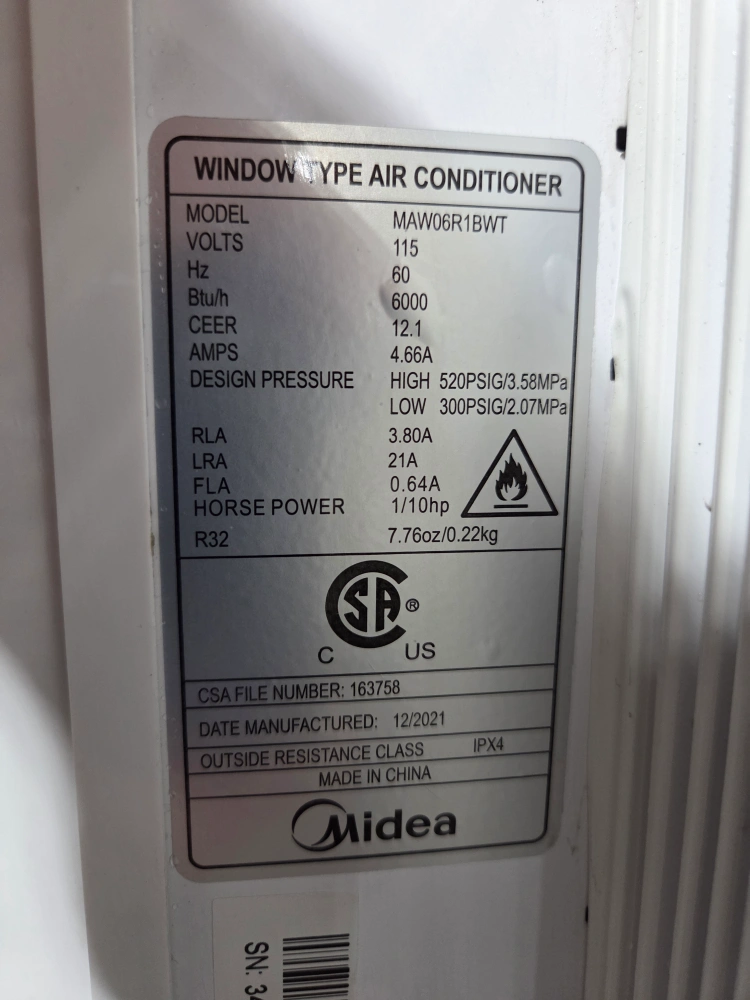 WINDOW TYPE AIR CONDITIONER
MODEL MAW06R1BWT
VOLTS 115
Hz 60
Btu/h 6000
CEER 12.1
AMPS 4.66A
DESIGN PRESSURE HIGH 520PSIG/3.58MPa
LOW 300PSIG/2.07MPa
RLA 3.80A
LRA 21A
FLA 0.64A
HORSE POWER 1/10hp
R32 7.76oz/0.22kg
CSA ®
C US
CSA FILE NUMBER: 163758
DATE MANUFACTURED: 12/2021
OUTSIDE RESISTANCE CLASS IPX4
MADE IN CHINA
Midea
SN: 34